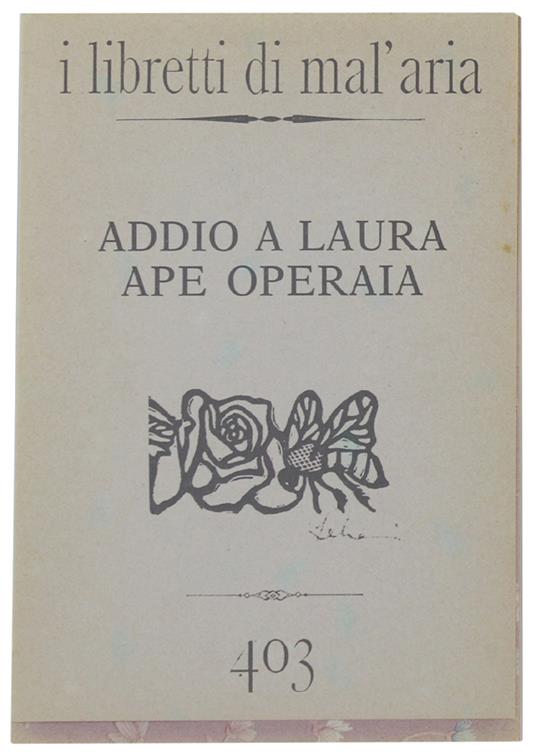 i libretti di mal'aria
ADDIO A LAURA
APE OPERAIA
403